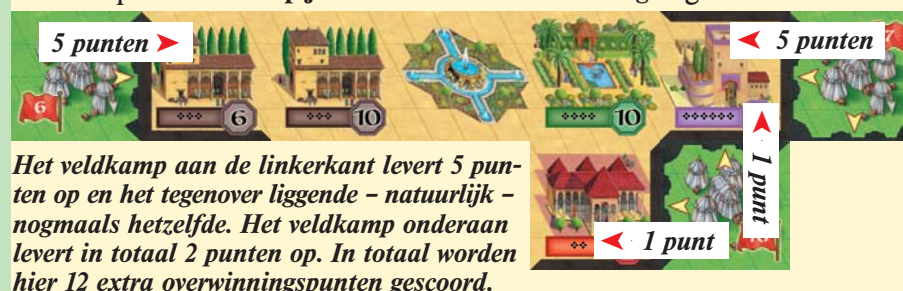 5 punten
5 punten
7
6
6
10
10
1 punt
1 punt
Het veldkamp aan de linkerkant levert 5 pun-
ten op en het tegenover liggende – natuurlijk –
nogmaals hetzelfde. Het veldkamp onderaan
levert in totaal 2 punten op. In totaal worden
hier 12 extra overwinningspunten gescoord.